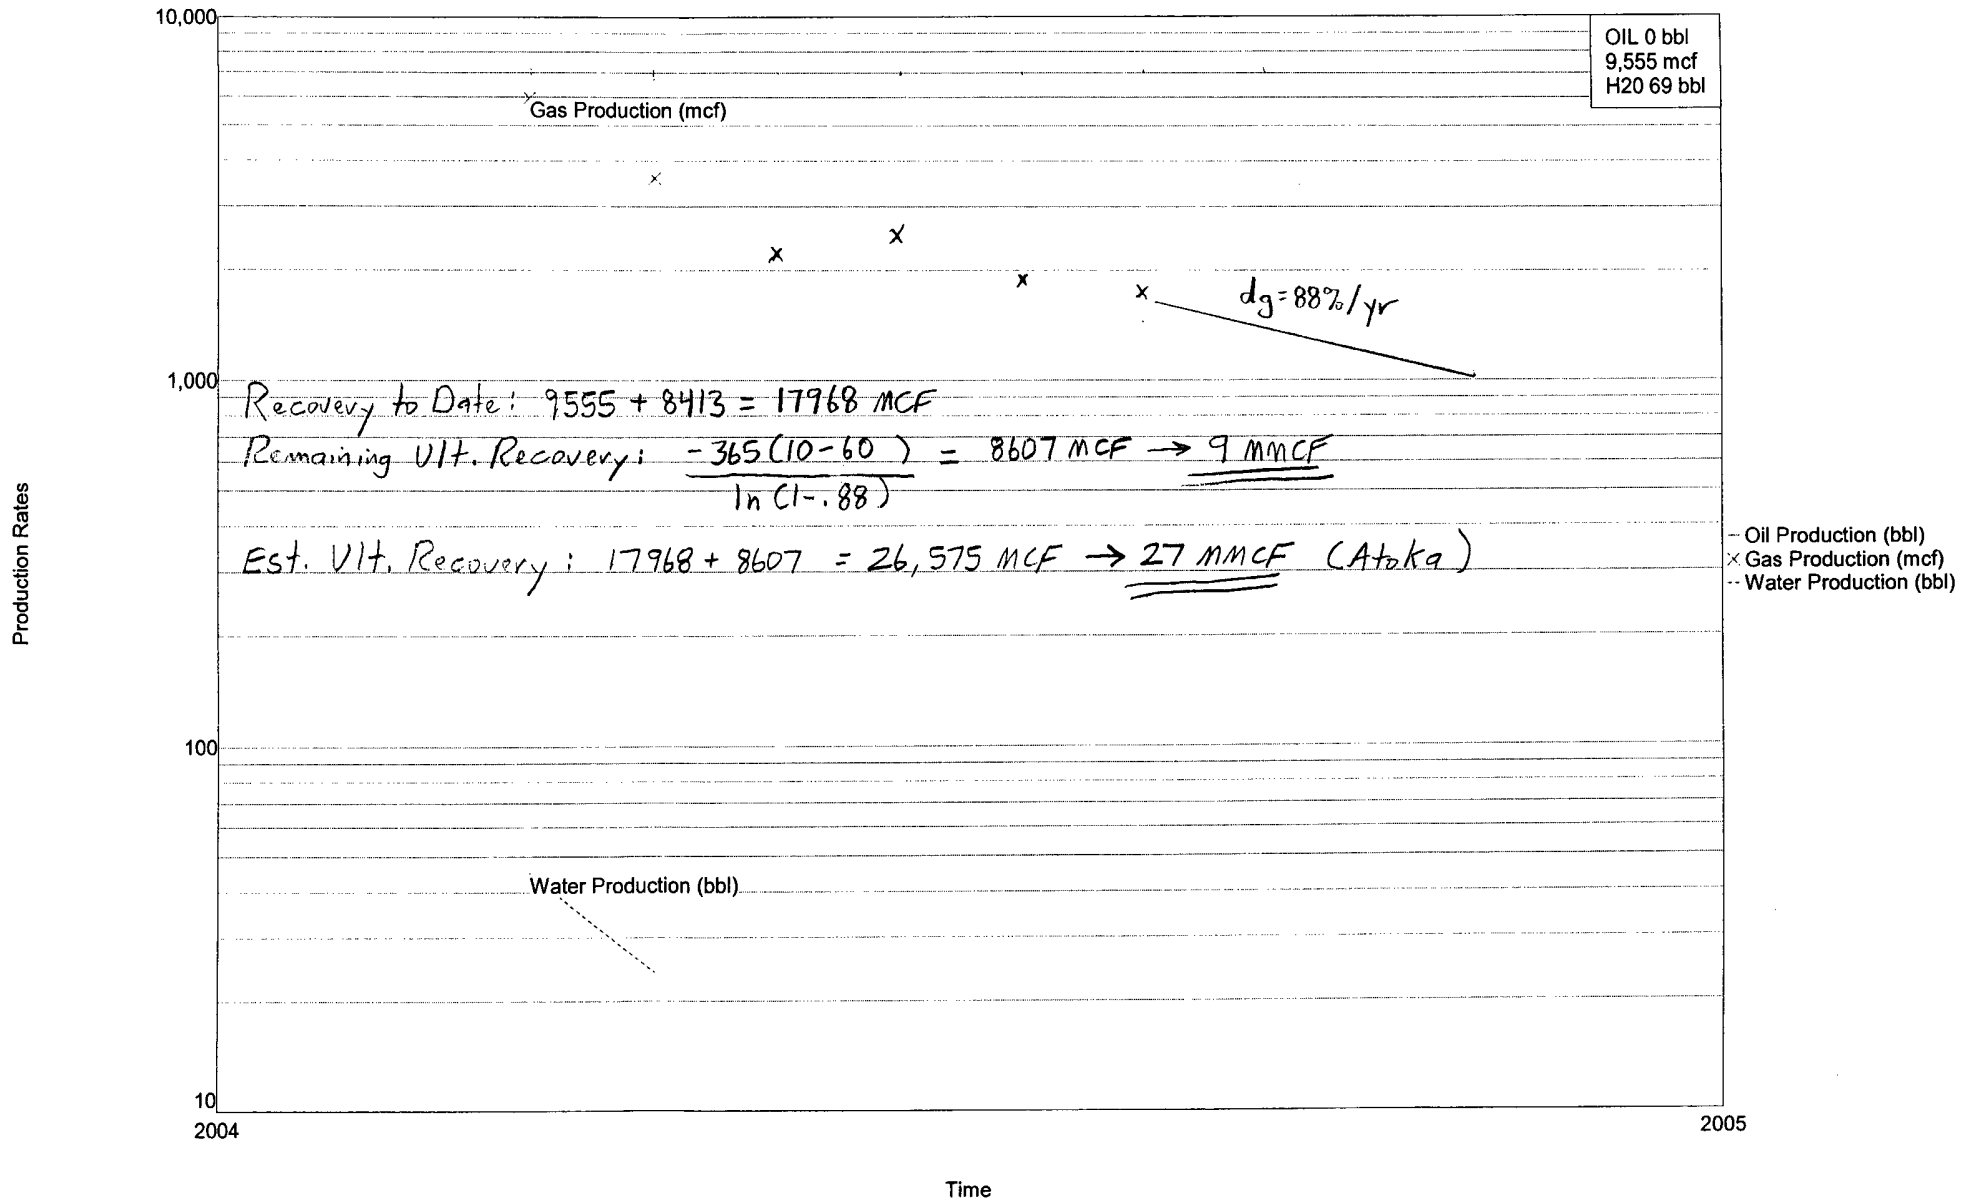 10,000
OIL 0 bbl
9,555 mcf
H20 69 bbl
Gas Production (mcf)
dg=88%/yr
1,000
Recovery to Date: 9555 + 8413 = 17968 MCF
Remaining Ult. Recovery: -365(10-60) = 8607 MCF → 9 MMCF
ln (1-.88)
Est. Ult. Recovery: 17968 + 8607 = 26,575 MCF → 27 MMCF (Atoka)
Production Rates
-- Oil Production (bbl)
× Gas Production (mcf)
-- Water Production (bbl)
100
Water Production (bbl)
10
2004
2005
Time